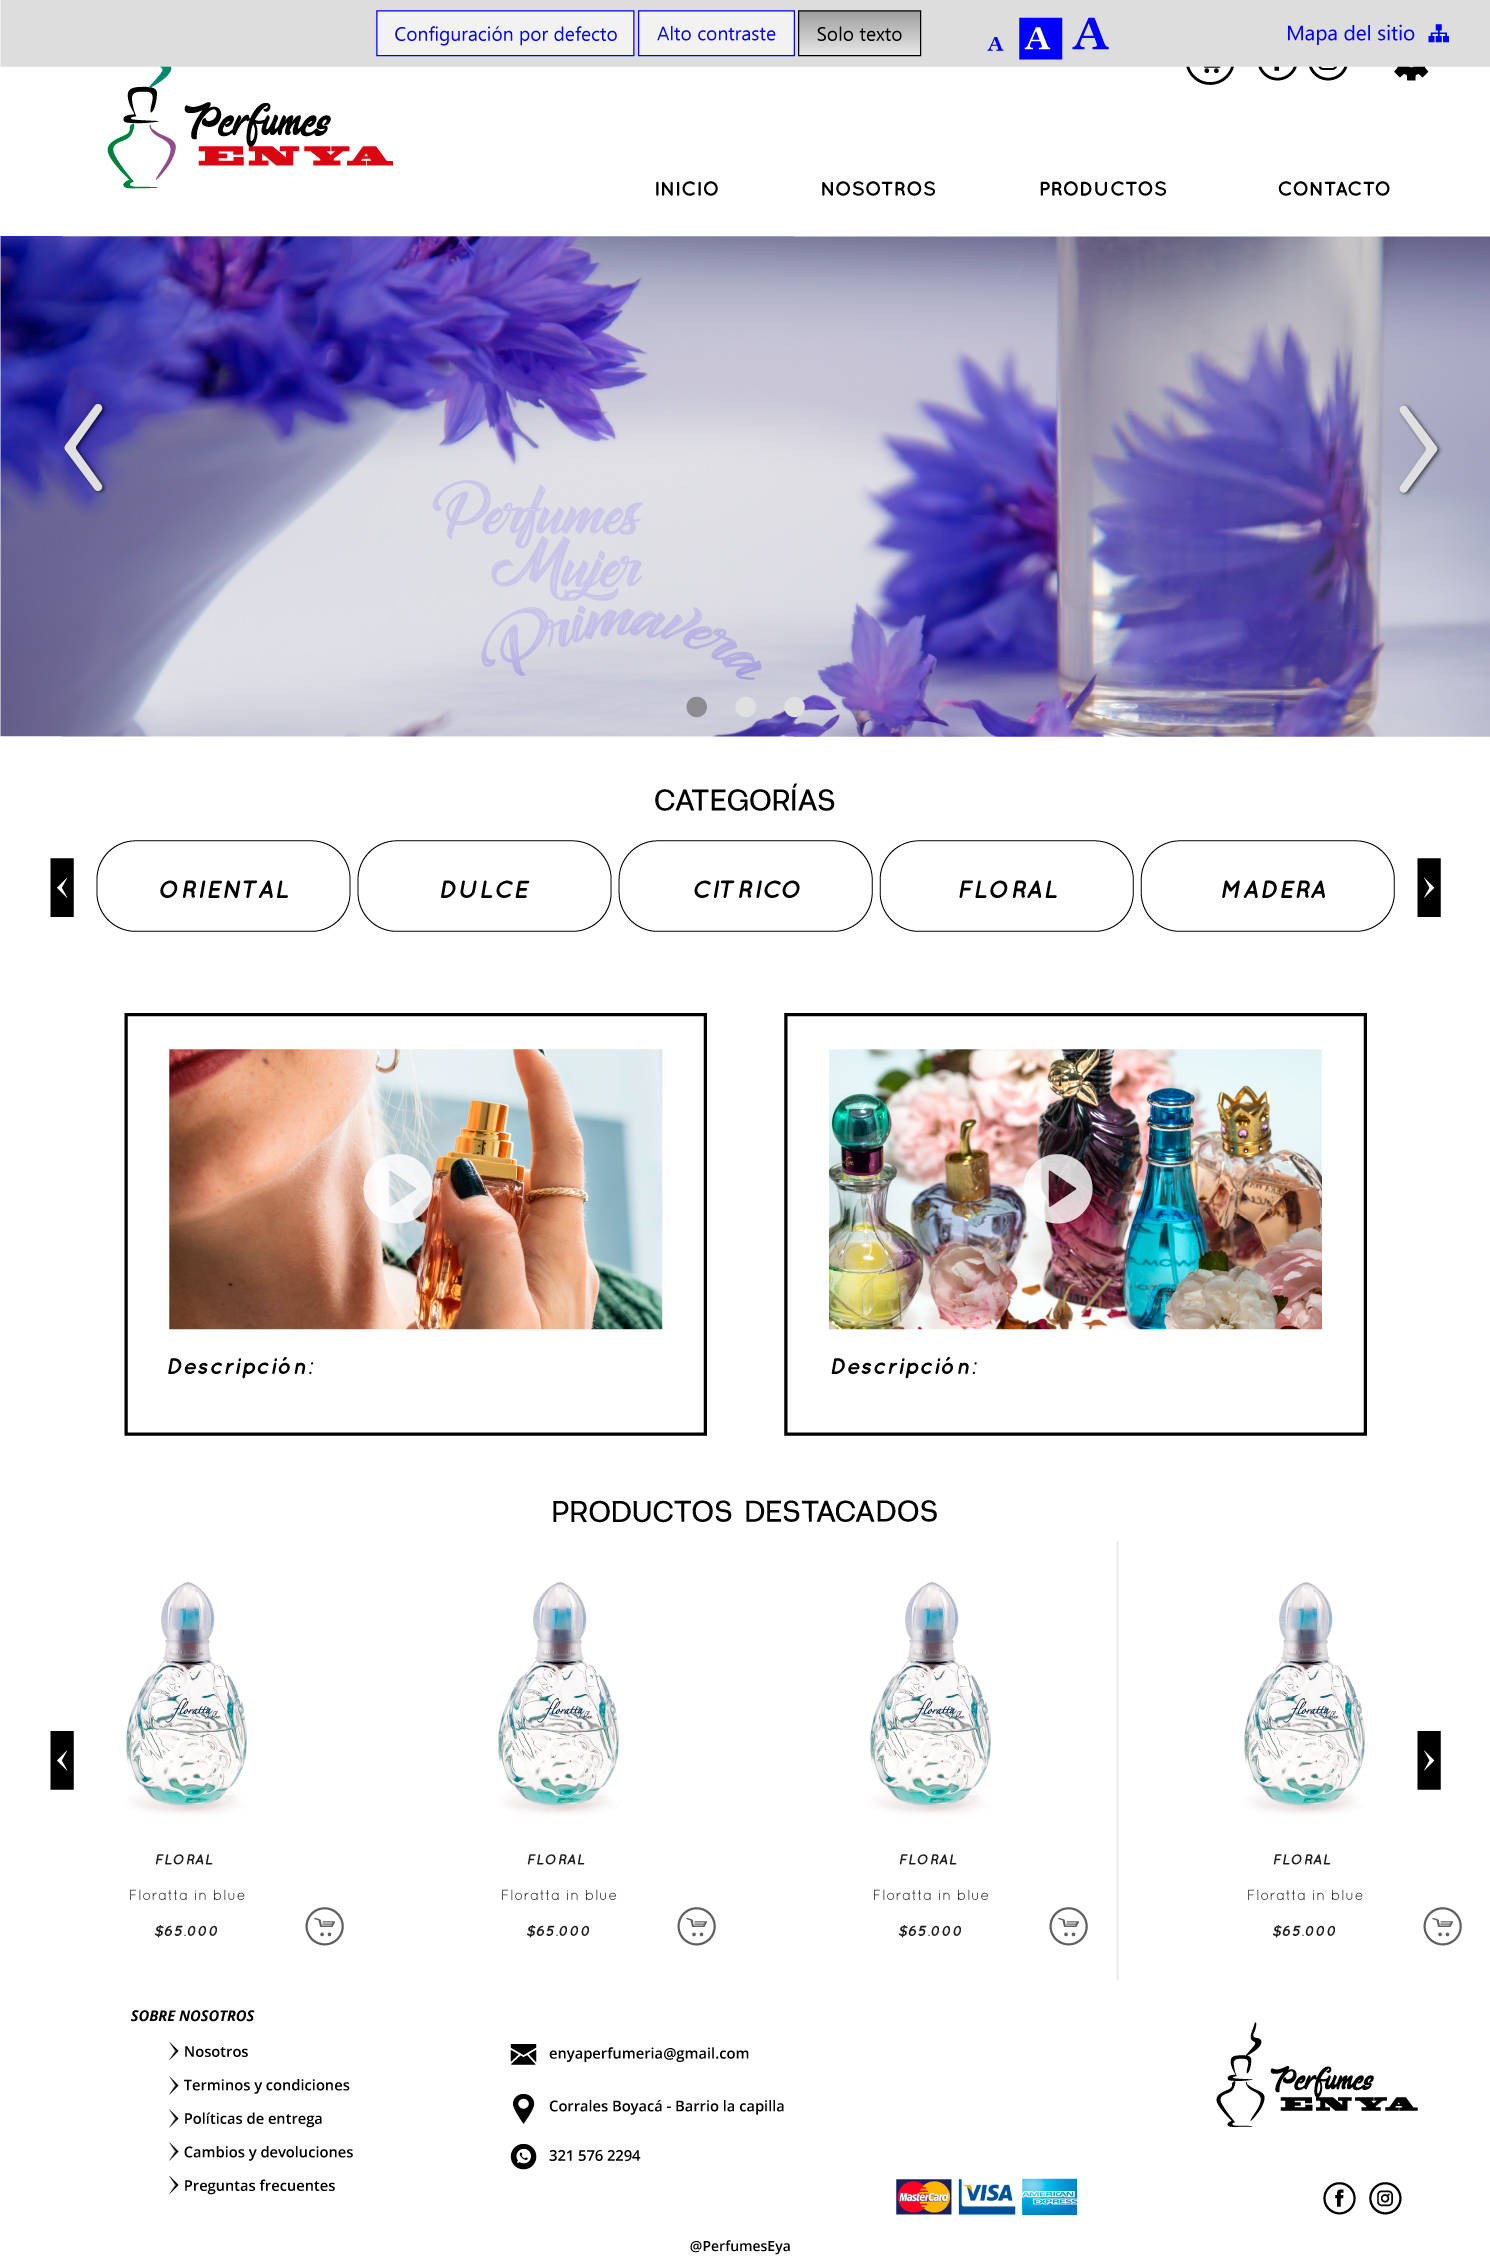 Configuración por defecto Alto contraste Solo texto A A A Mapa del sitio
Perfumes
ENYA
INICIO NOSOTROS PRODUCTOS CONTACTO
Perfumes
Mujer
Primavera
CATEGORÍAS
ORIENTAL DULCE CITRICO FLORAL MADERA
Descripción: Descripción:
PRODUCTOS DESTACADOS
floratta floratta floratta floratta
FLORAL FLORAL FLORAL FLORAL
Floratta in blue Floratta in blue Floratta in blue Floratta in blue
$65.000 $65.000 $65.000 $65.000
SOBRE NOSOTROS
Nosotros
Terminos y condiciones
Políticas de entrega
Cambios y devoluciones
Preguntas frecuentes
enyaperfumeria@gmail.com
Corrales Boyacá - Barrio la capilla
321 576 2294
Perfumes
ENYA
MasterCard VISA AMERICAN EXPRESS
@PerfumesEya